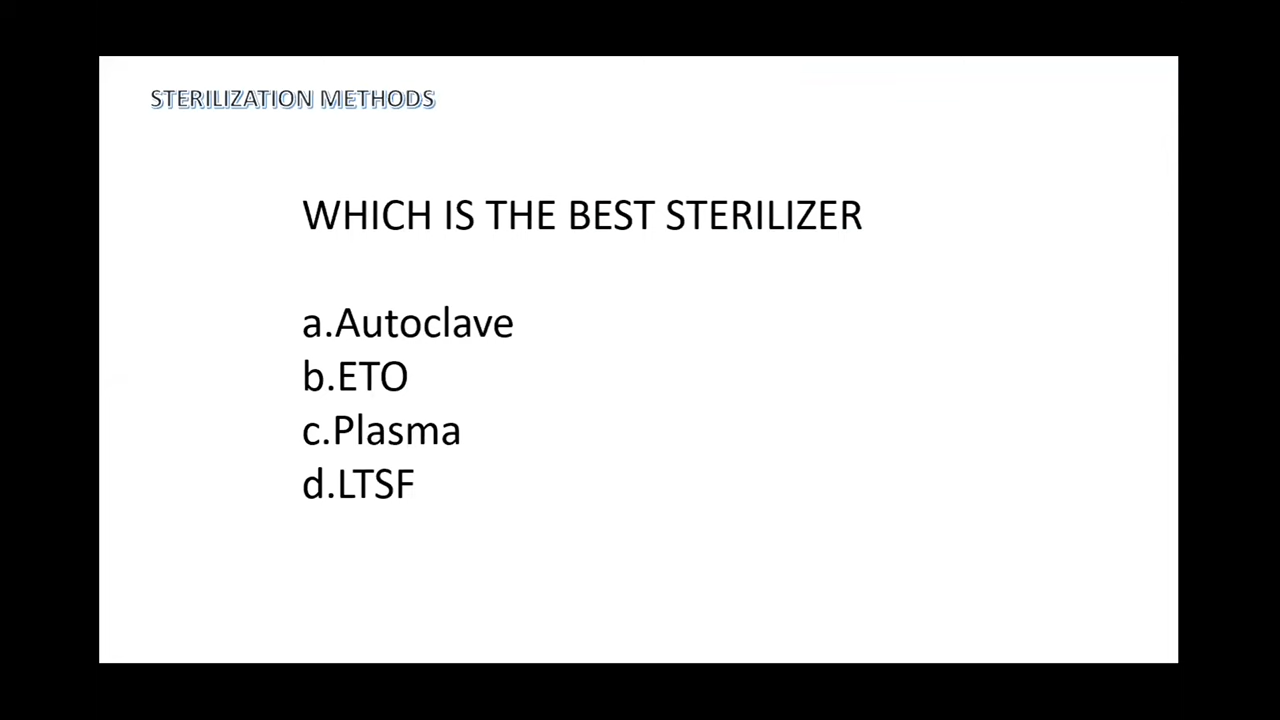 STERILIZATION METHODS
WHICH IS THE BEST STERILIZER
a.Autoclave
b.ETO
c.Plasma
d.LTSF